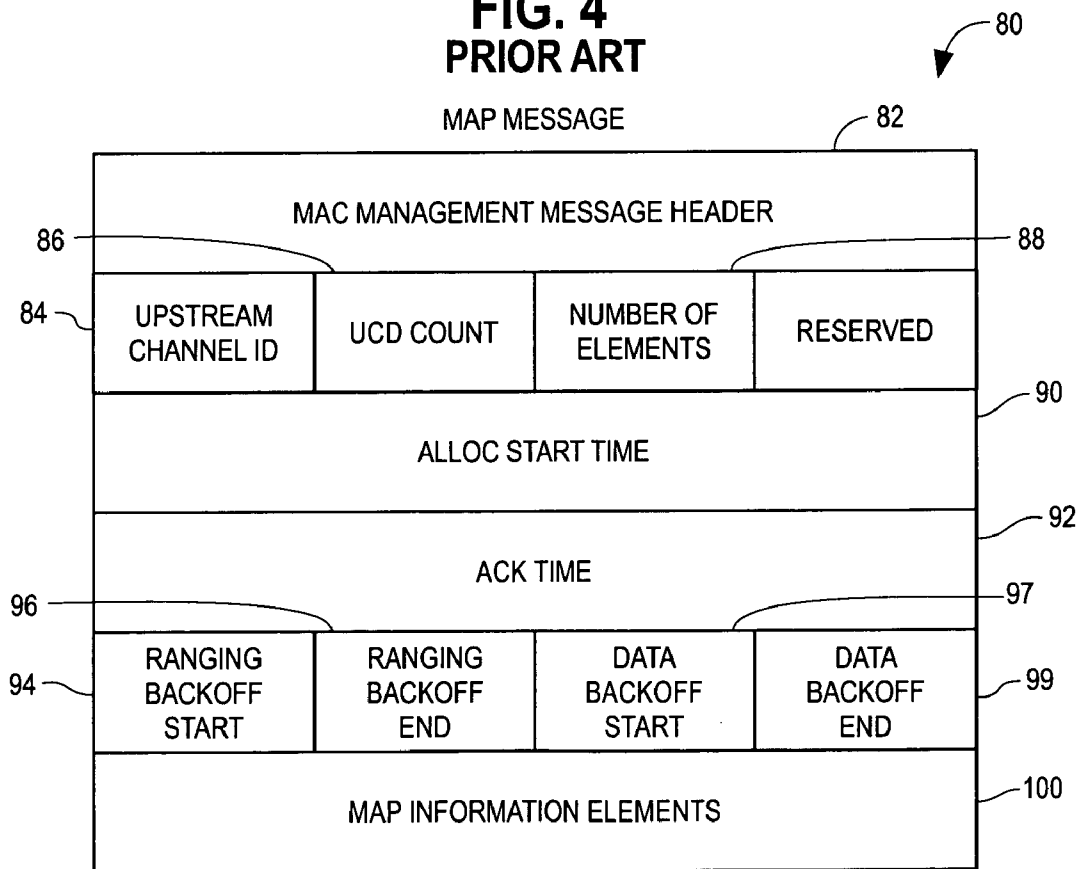 FIG. 4
PRIOR ART
80
MAP MESSAGE
82
MAC MANAGEMENT MESSAGE HEADER
86
88
84
UPSTREAM
CHANNEL ID
UCD COUNT
NUMBER OF
ELEMENTS
RESERVED
90
ALLOC START TIME
92
ACK TIME
96
97
94
RANGING
BACKOFF
START
RANGING
BACKOFF
END
DATA
BACKOFF
START
DATA
BACKOFF
END
99
MAP INFORMATION ELEMENTS
100